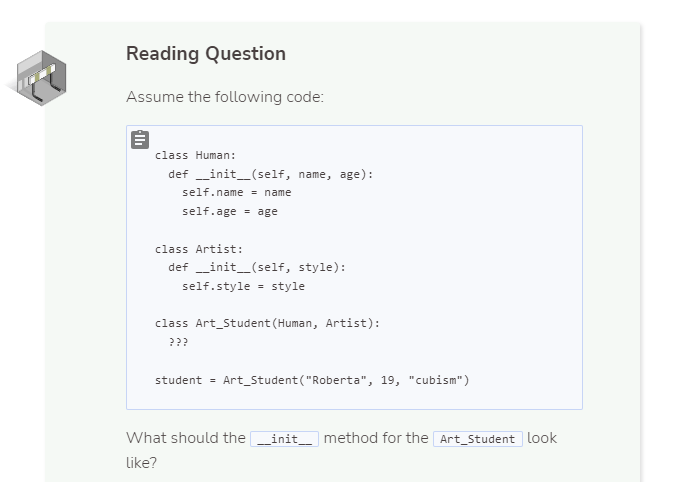 Reading Question
Assume the following code:
class Human:
  def __init__(self, name, age):
    self.name = name
    self.age = age
class Artist:
  def __init__(self, style):
    self.style = style
class Art_Student(Human, Artist):
  ???
student = Art_Student("Roberta", 19, "cubism")
What should the __init__ method for the Art_Student look
like?